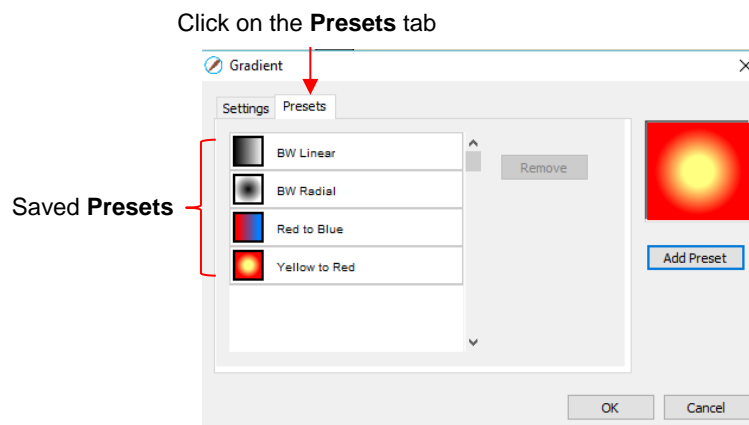 Click on the Presets tab
Gradient
Settings Presets
BW Linear
Remove
BW Radial
Saved Presets
Red to Blue
Yellow to Red
Add Preset
OK Cancel